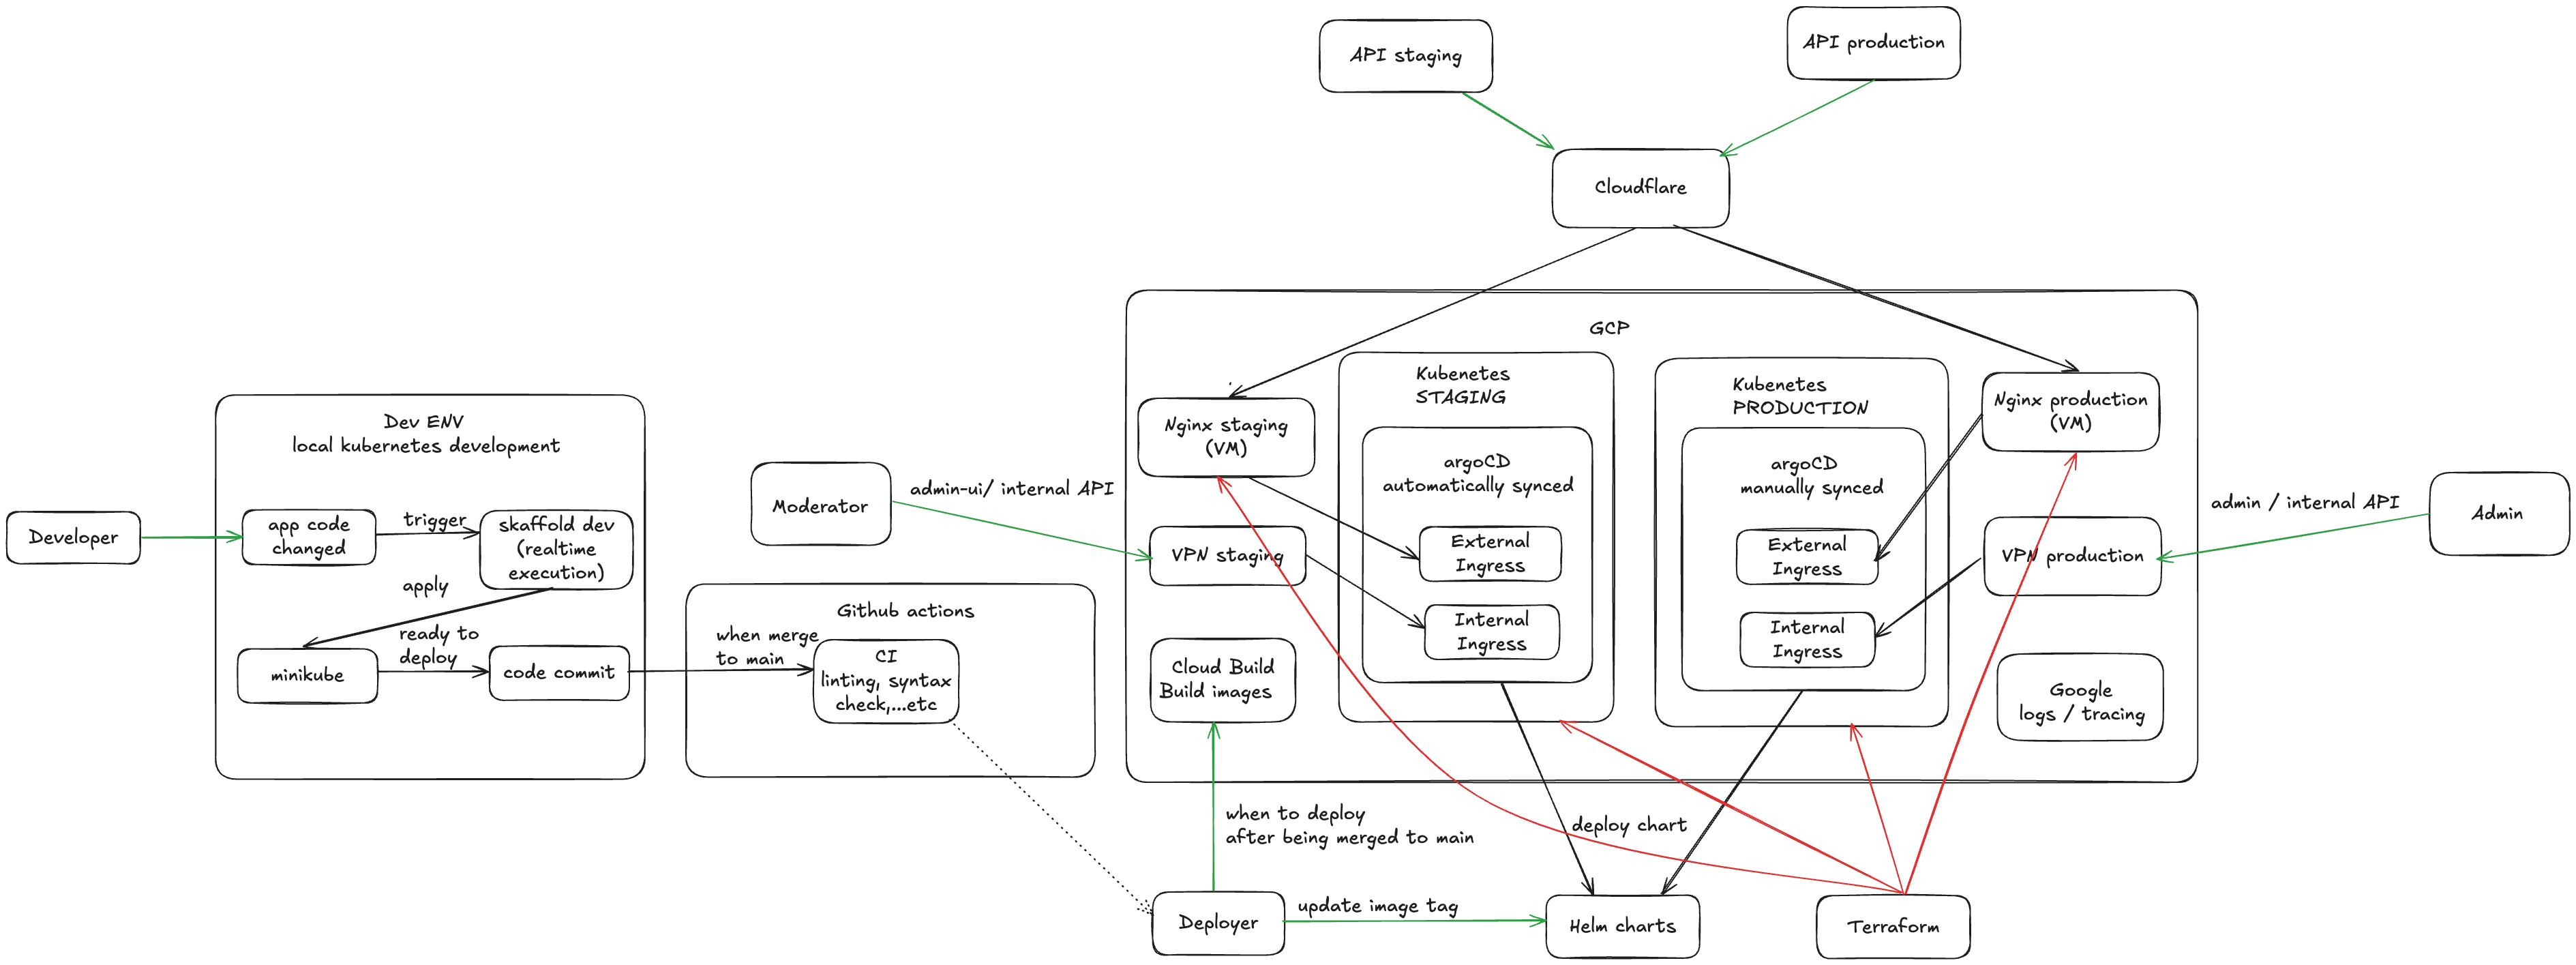 API staging
API production
Cloudflare
GCP
Kubenetes
STAGING
Kubenetes
PRODUCTION
Nginx staging
(VM)
Nginx production
(VM)
argoCD
automatically synced
argoCD
manually synced
External
Ingress
Internal
Ingress
External
Ingress
Internal
Ingress
VPN staging
VPN production
Cloud Build
Build images
Google
logs / tracing
Dev ENV
local kubernetes development
Developer
app code
changed
trigger
skaffold dev
(realtime
execution)
apply
minikube
ready to
deploy
code commit
Github actions
when merge
to main
CI
linting, syntax
check,...etc
Moderator
admin-ui/ internal API
admin / internal API
Admin
when to deploy
after being merged to main
deploy chart
Deployer
update image tag
Helm charts
Terraform